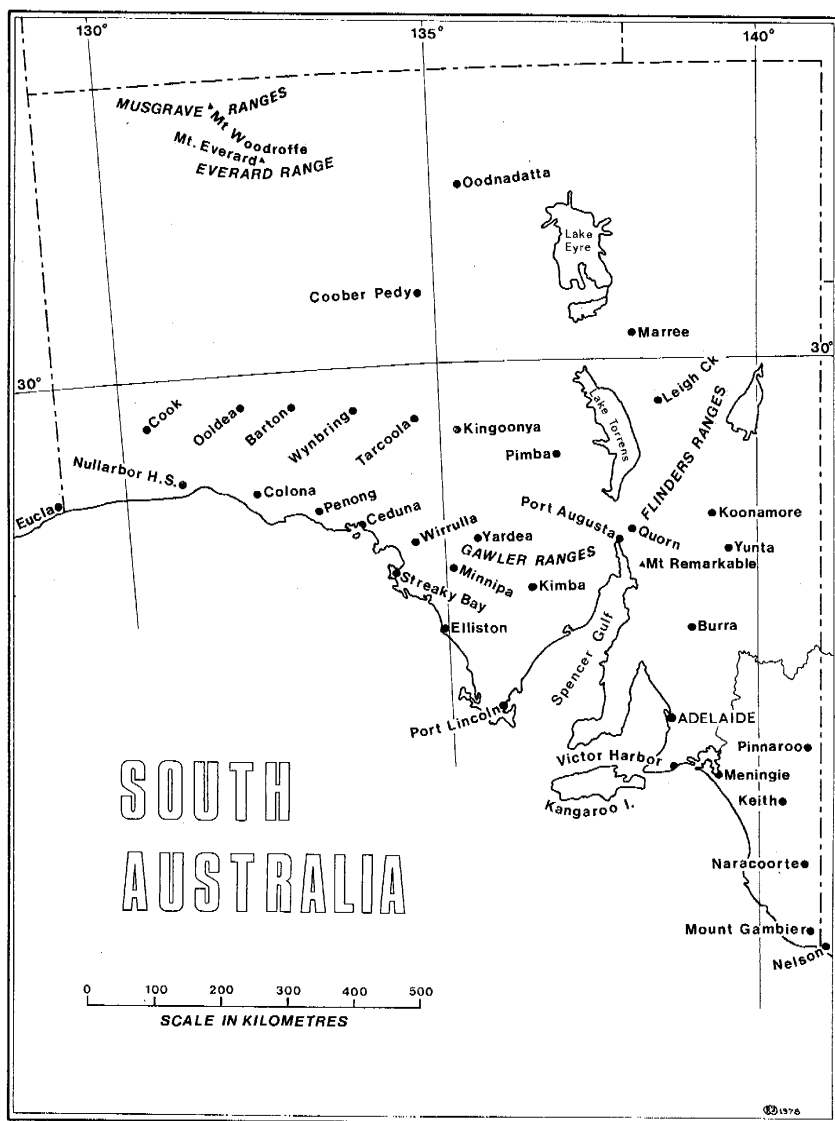 130°
135°
140°
MUSGRAVE RANGES
Mt Woodroffe
Mt. Everard
EVERARD RANGE
Oodnadatta
Lake
Eyre
Coober Pedy
Marrée
30°
30°
Leigh Ck
Cook
Ooldea
Barton
Wynbring
Tarcoola
Kingoonya
Lake Torrens
FLINDERS RANGES
Pimba
Nullarbor H.S.
Colona
Eucla
Penong
Ceduna
Wirrulla
Yardea
Port Augusta
Quorn
Koonamore
GAWLER RANGES
Yunta
Mt Remarkable
Minnipa
Streaky Bay
Kimba
Elliston
Spencer Gulf
Burra
Port Lincoln
ADELAIDE
Victor Harbor
Pinnaroo
Meningie
Kangaroo I.
Keith
SOUTH
AUSTRALIA
Naracoorte
Mount Gambier
Nelson
0 100 200 300 400 500
SCALE IN KILOMETRES
1978